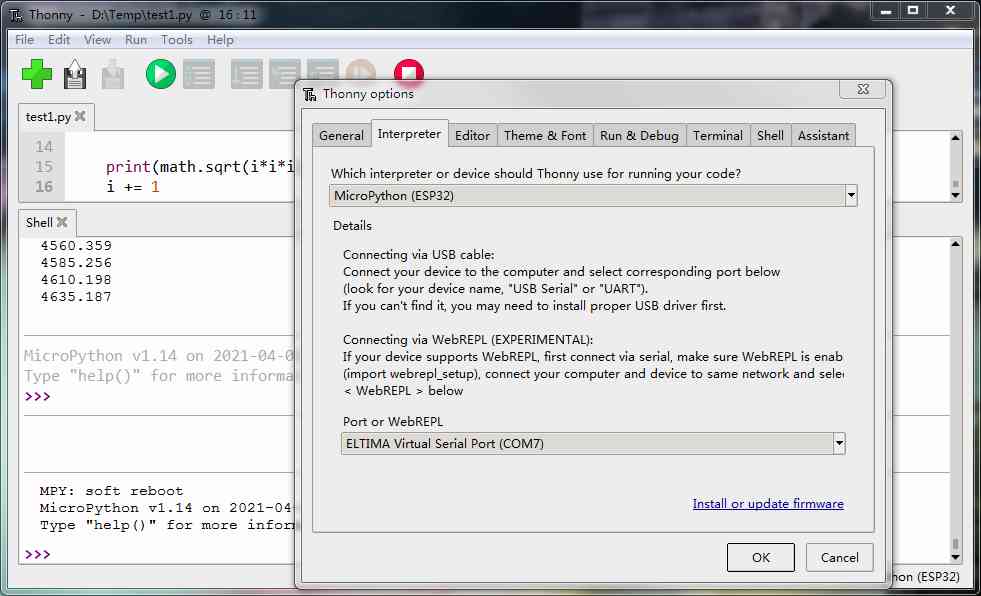 Thonny - D:\Temp\test1.py @ 16:11
File Edit View Run Tools Help
test1.py
14
15 print(math.sqrt(i*i*i
16 i += 1
Shell
4560.359
4585.256
4610.198
4635.187
MicroPython v1.14 on 2021-04-0
Type "help()" for more informa
>>>
MPY: soft reboot
MicroPython v1.14 on 2021-04-
Type "help()" for more infor
>>>
Thonny options
General Interpreter Editor Theme & Font Run & Debug Terminal Shell Assistant
Which interpreter or device should Thonny use for running your code?
MicroPython (ESP32)
Details
Connecting via USB cable:
Connect your device to the computer and select corresponding port below
(look for your device name, "USB Serial" or "UART").
If you can't find it, you may need to install proper USB driver first.
Connecting via WebREPL (EXPERIMENTAL):
If your device supports WebREPL, first connect via serial, make sure WebREPL is enab
(import webrepl_setup), connect your computer and device to same network and sele
< WebREPL > below
Port or WebREPL
ELTIMA Virtual Serial Port (COM7)
Install or update firmware
OK Cancel
hon (ESP32)